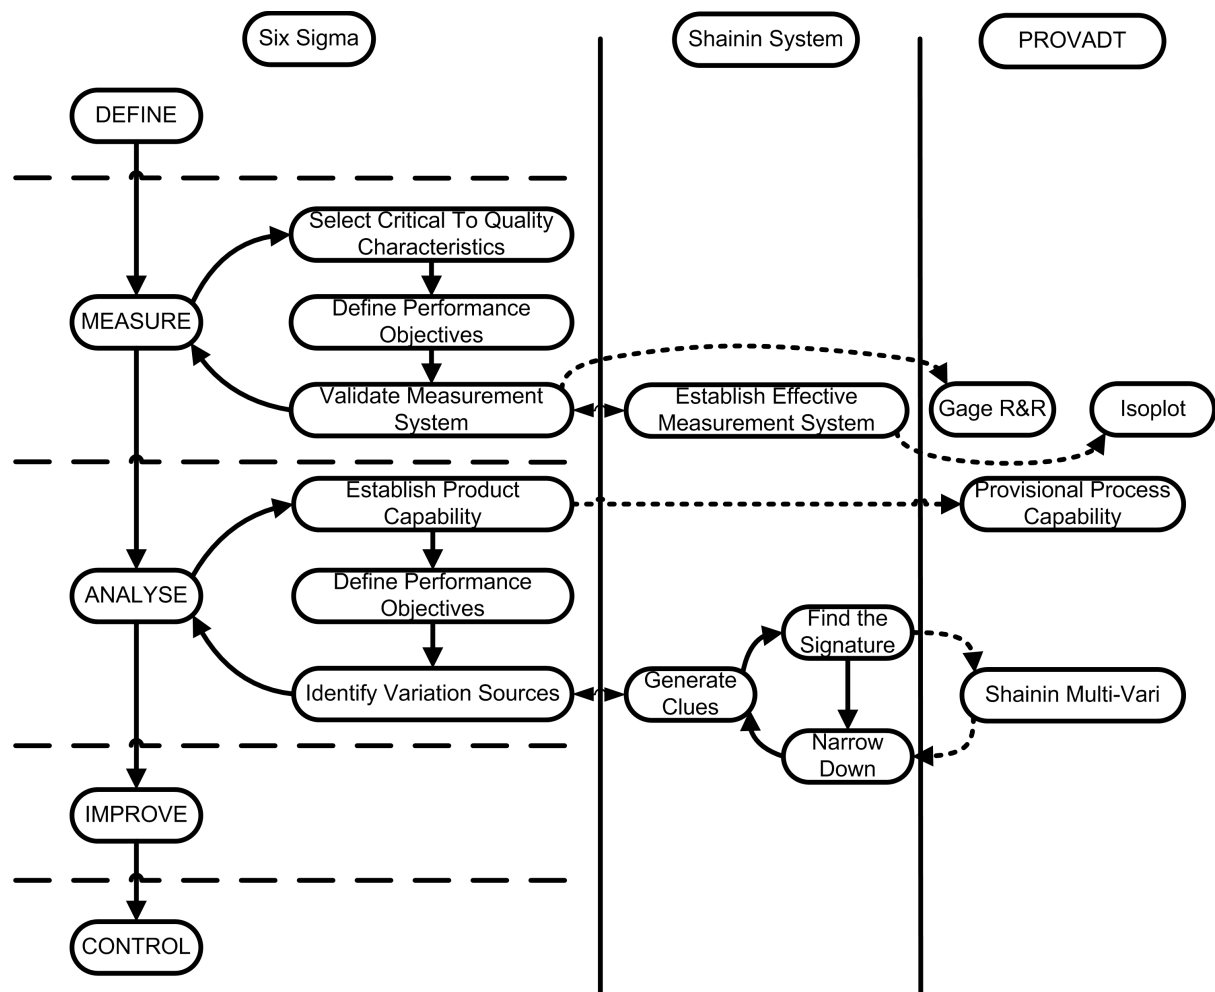 Six Sigma
Shainin System
PROVADT
DEFINE
Select Critical To Quality
Characteristics
MEASURE
Define Performance
Objectives
Validate Measurement
System
Establish Effective
Measurement System
Gage R&R
Isoplot
Establish Product
Capability
Provisional Process
Capability
ANALYSE
Define Performance
Objectives
Find the
Signature
Identify Variation Sources
Generate
Clues
Shainin Multi-Vari
Narrow
Down
IMPROVE
CONTROL